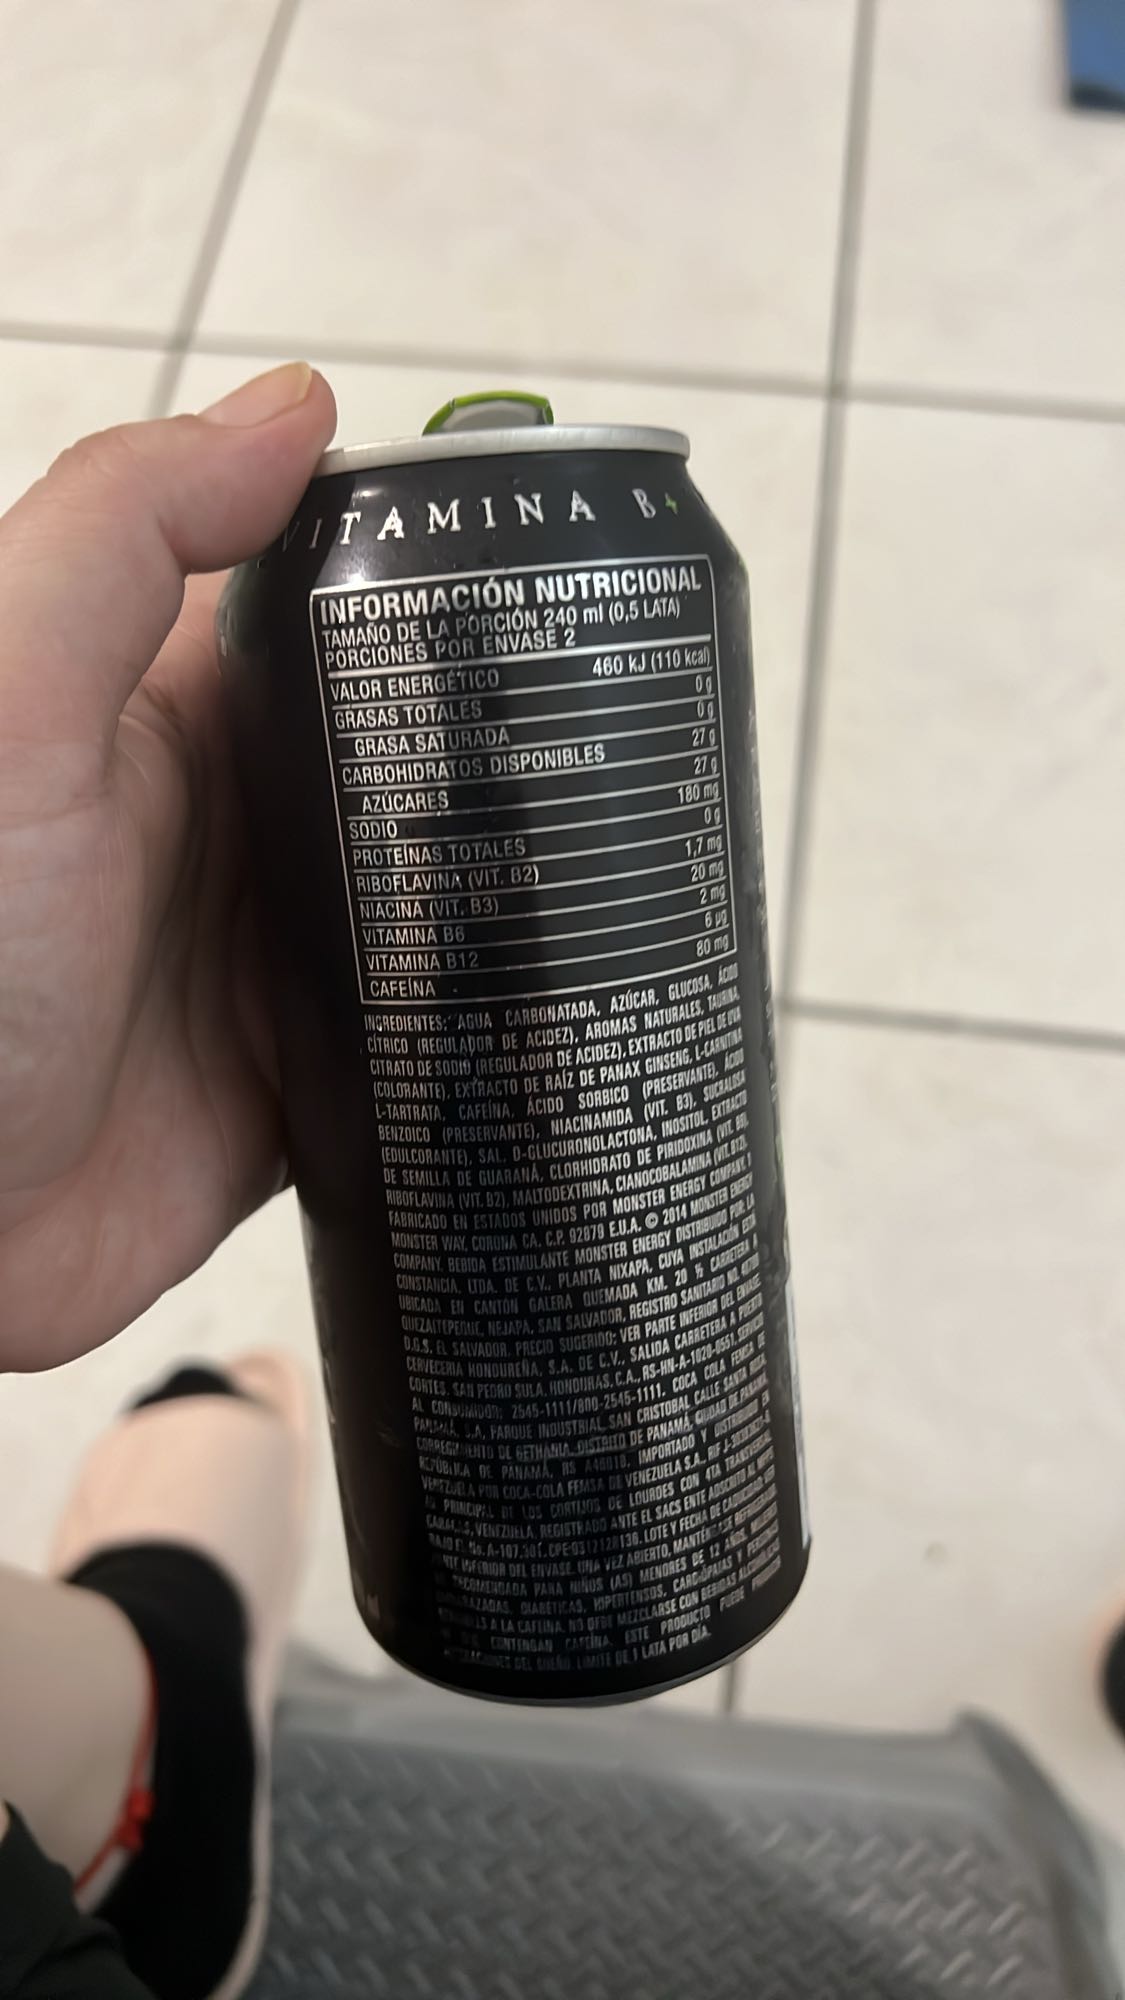 VITAMINA B+
INFORMACIÓN NUTRICIONAL
TAMAÑO DE LA PORCIÓN 240 ml (0,5 LATA)
PORCIONES POR ENVASE 2
VALOR ENERGÉTICO 460 kJ (110 kcal)
GRASAS TOTALES 0 g
GRASA SATURADA 0 g
CARBOHIDRATOS DISPONIBLES 27 g
AZÚCARES 27 g
SODIO 180 mg
PROTEÍNAS TOTALES 0 g
RIBOFLAVINA (VIT. B2) 1,7 mg
NIACINA (VIT. B3) 20 mg
VITAMINA B6 2 mg
VITAMINA B12 6 µg
CAFEÍNA 80 mg
INGREDIENTES: AGUA CARBONATADA, AZÚCAR, GLUCOSA, ÁCIDO
CÍTRICO (REGULADOR DE ACIDEZ), AROMAS NATURALES, TAURINA,
CITRATO DE SODIO (REGULADOR DE ACIDEZ), EXTRACTO DE PIEL DE UVA
(COLORANTE), EXTRACTO DE RAÍZ DE PANAX GINSENG, L-CARNITINA
L-TARTRATA, CAFEÍNA, ÁCIDO SORBICO (PRESERVANTE), ÁCIDO
BENZOICO (PRESERVANTE), NIACINAMIDA (VIT. B3), SUCRALOSA
(EDULCORANTE), SAL, D-GLUCURONOLACTONA, INOSITOL, EXTRACTO
DE SEMILLA DE GUARANÁ, CLORHIDRATO DE PIRIDOXINA (VIT. B6),
RIBOFLAVINA (VIT. B2), MALTODEXTRINA, CIANOCOBALAMINA (VIT. B12).
FABRICADO EN ESTADOS UNIDOS POR MONSTER ENERGY COMPANY, 1
MONSTER WAY, CORONA CA, C.P. 92879 E.U.A. © 2014 MONSTER ENERGY
COMPANY. BEBIDA ESTIMULANTE MONSTER ENERGY DISTRIBUIDO POR: LA
CONSTANCIA, LTDA. DE C.V., PLANTA NIXAPA, CUYA INSTALACIÓN ESTA
UBICADA EN CANTÓN GALERA QUEMADA KM. 20 ½ CARRETERA A
QUEZALTEPEQUE, NEJAPA, SAN SALVADOR, REGISTRO SANITARIO NO.
D.G.S. EL SALVADOR. PRECIO SUGERIDO: VER PARTE INFERIOR DEL ENVASE.
CERVECERIA HONDUREÑA, S.A. DE C.V., SALIDA CARRETERA A PUERTO
CORTES, SAN PEDRO SULA, HONDURAS, C.A., RS-HN-A-1020-0551. SERVICIO
AL CONSUMIDOR: 2545-1111/800-2545-1111. COCA COLA FEMSA DE
PANAMÁ, S.A, PARQUE INDUSTRIAL SAN CRISTOBAL CALLE SANTA ROSA,
CORREGIMIENTO DE BETHANIA, DISTRITO DE PANAMÁ, CIUDAD DE PANAMÁ,
REPÚBLICA DE PANAMÁ, RS IMPORTADO Y DISTRIBUIDO EN
VENEZUELA POR COCA-COLA FEMSA DE VENEZUELA S.A., RIF
AV PRINCIPAL DE LOS CORTIJOS DE LOURDES CON 4TA TRANSVERSAL
CARACAS, VENEZUELA, REGISTRADO ANTE EL SACS ENTE ADSCRITO AL MPPS
BAJO EL No. A-107.301. LOTE Y FECHA DE CADUCIDAD: VER
PARTE INFERIOR DEL ENVASE. UNA VEZ ABIERTO, MANTÉNGASE REFRIGERADO.
RECOMENDADA PARA NIÑOS (AS) MENORES DE 12 AÑOS, MUJERES
EMBARAZADAS, DIABÉTICAS, HIPERTENSOS, CARDIÓPATAS Y PERSONAS
SENSIBLES A LA CAFEÍNA. NO DEBE MEZCLARSE CON BEBIDAS ALCOHÓLICAS
CONTENGAN CAFEÍNA. ESTE PRODUCTO PUEDE PRODUCIR
ALTERACIONES DEL SUEÑO LÍMITE DE 1 LATA POR DÍA.